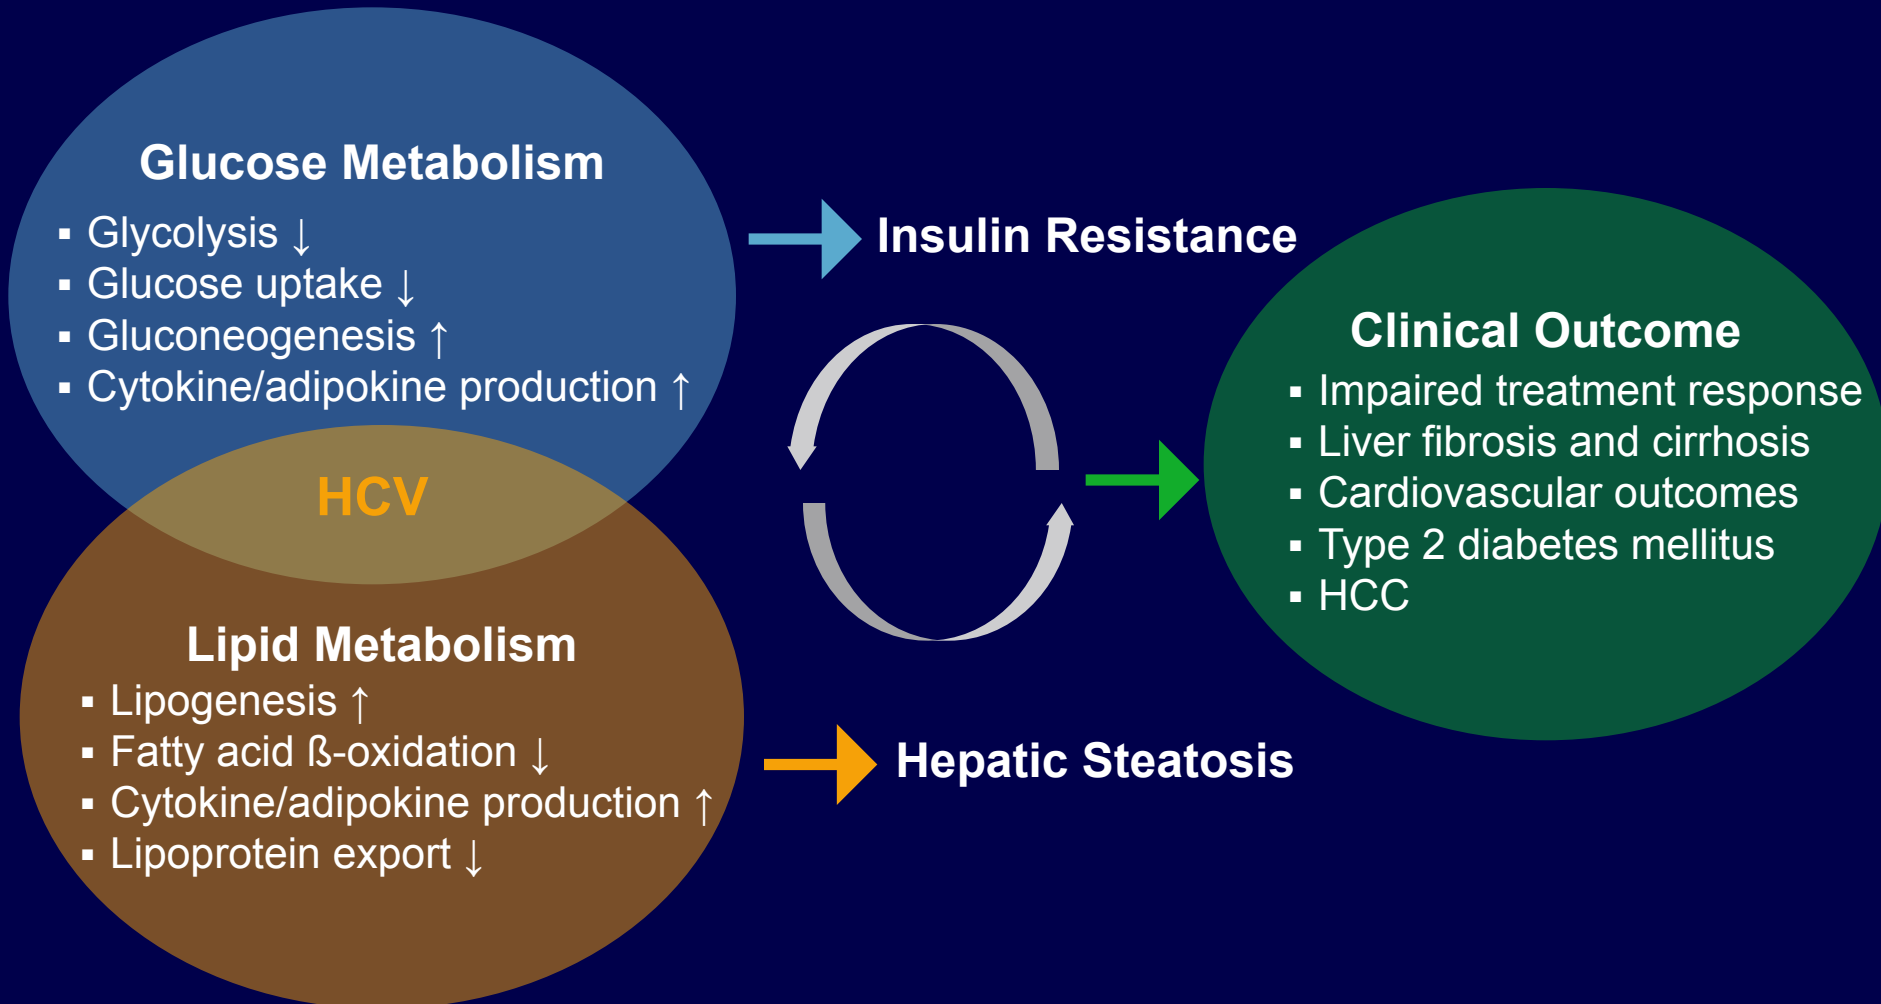 Glucose Metabolism
▪ Glycolysis ↓
▪ Glucose uptake ↓
▪ Gluconeogenesis ↑
▪ Cytokine/adipokine production ↑
HCV
Lipid Metabolism
▪ Lipogenesis ↑
▪ Fatty acid ß-oxidation ↓
▪ Cytokine/adipokine production ↑
▪ Lipoprotein export ↓
Insulin Resistance
Hepatic Steatosis
Clinical Outcome
▪ Impaired treatment response
▪ Liver fibrosis and cirrhosis
▪ Cardiovascular outcomes
▪ Type 2 diabetes mellitus
▪ HCC